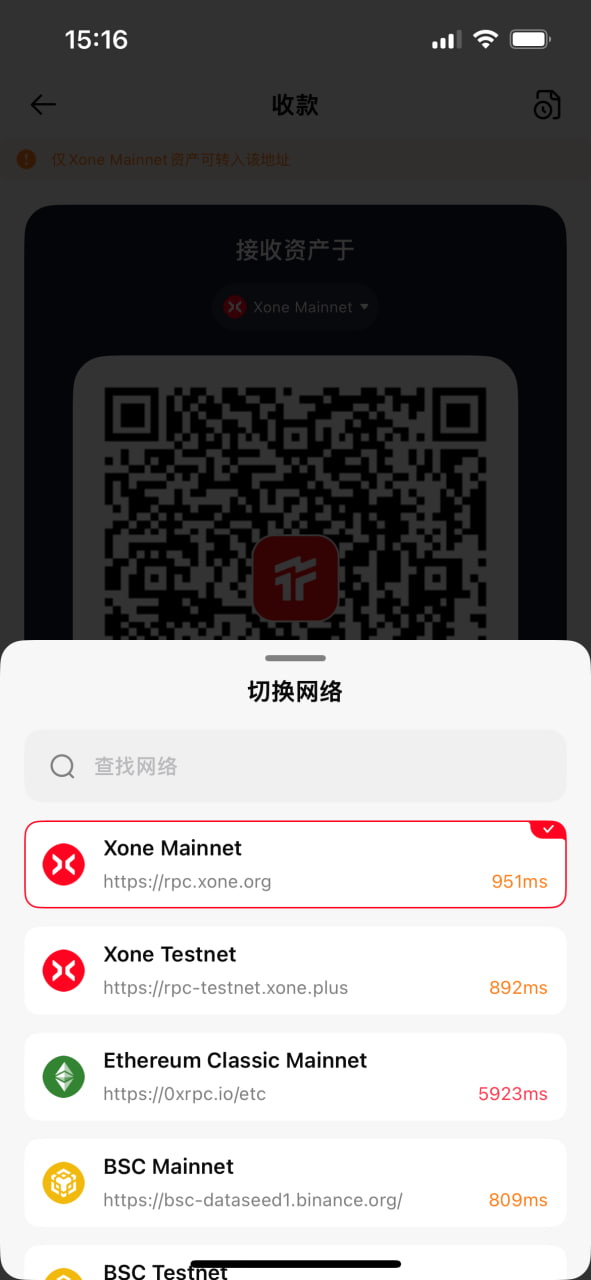 15:16
收款
仅Xone Mainnet资产可转入该地址
接收资产于
Xone Mainnet
切换网络
查找网络
Xone Mainnet
https://rpc.xone.org
951ms
Xone Testnet
https://rpc-testnet.xone.plus
892ms
Ethereum Classic Mainnet
https://0xrpc.io/etc
5923ms
BSC Mainnet
https://bsc-dataseed1.binance.org/
809ms
BSC Testnet